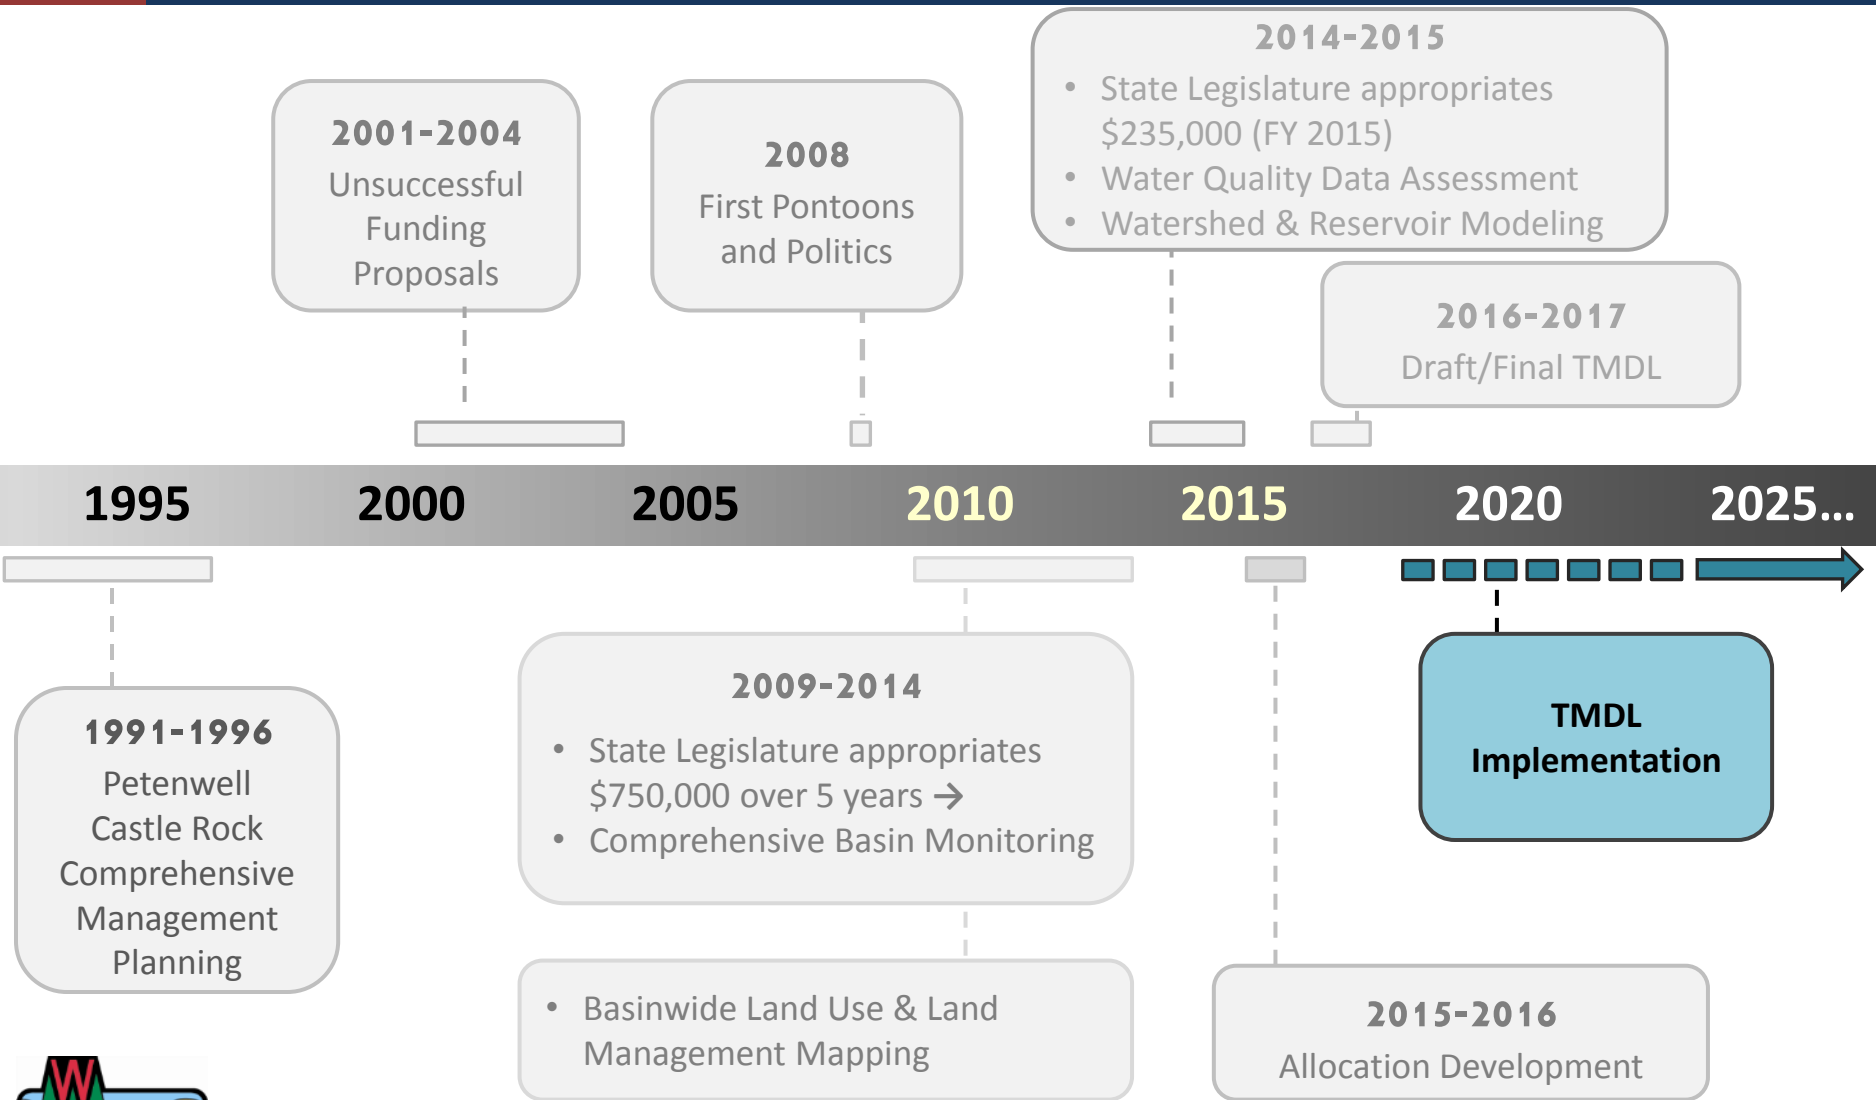 2014-2015
• State Legislature appropriates
$235,000 (FY 2015)
• Water Quality Data Assessment
• Watershed & Reservoir Modeling
2001-2004
Unsuccessful
Funding
Proposals
2008
First Pontoons
and Politics
2016-2017
Draft/Final TMDL
1995 2000 2005 2010 2015 2020 2025...
1991-1996
Petenwell
Castle Rock
Comprehensive
Management
Planning
2009-2014
• State Legislature appropriates
$750,000 over 5 years →
• Comprehensive Basin Monitoring
• Basinwide Land Use & Land
Management Mapping
TMDL
Implementation
2015-2016
Allocation Development
W